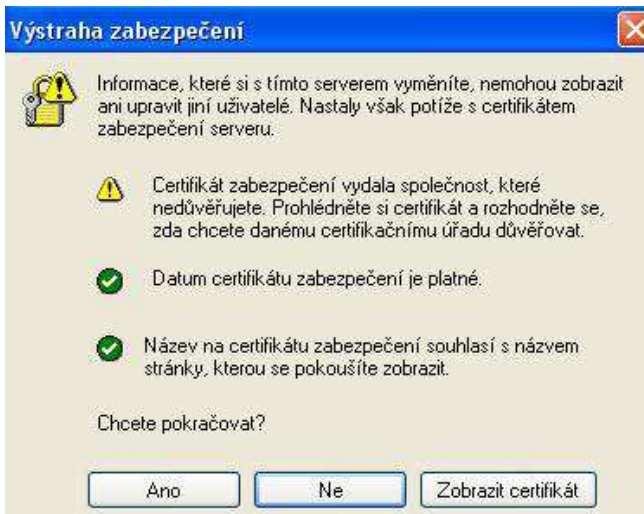 Výstraha zabezpečení
Informace, které si s tímto serverem vyměníte, nemohou zobrazit
ani upravit jiní uživatelé. Nastaly však potíže s certifikátem
zabezpečení serveru.
Certifikát zabezpečení vydala společnost, které
nedůvěřujete. Prohlédněte si certifikát a rozhodněte se,
zda chcete danému certifikačnímu úřadu důvěřovat.
Datum certifikátu zabezpečení je platné.
Název na certifikátu zabezpečení souhlasí s názvem
stránky, kterou se pokoušíte zobrazit.
Chcete pokračovat?
Ano Ne Zobrazit certifikát